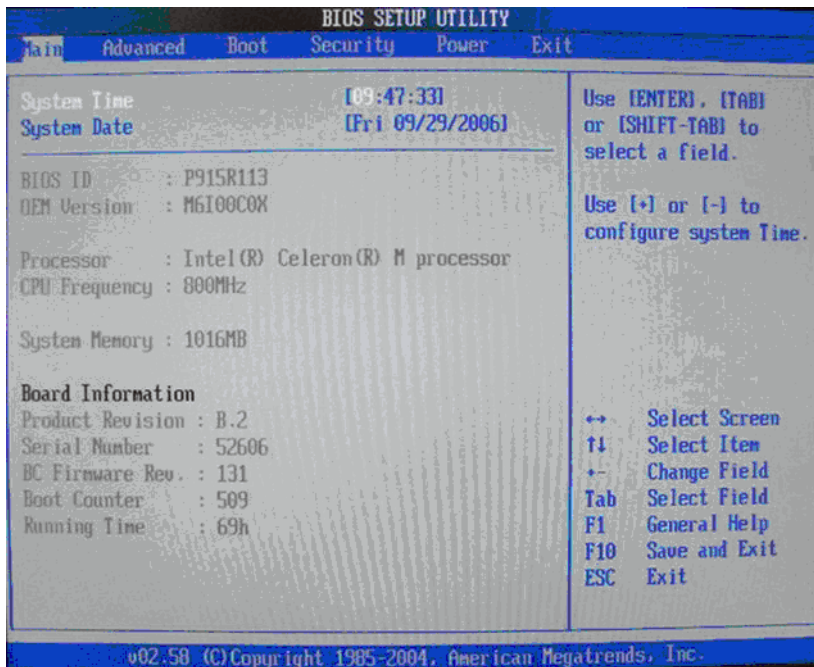 BIOS SETUP UTILITY
Main Advanced Boot Security Power Exit
System Time [09:47:33]
System Date [Fri 09/29/2006]
BIOS ID : P915R113
OEM Version : M6I00C0X
Processor : Intel(R) Celeron(R) M processor
CPU Frequency : 800MHz
System Memory : 1016MB
Board Information
Product Revision : B.2
Serial Number : 52606
BC Firmware Rev. : 131
Boot Counter : 509
Running Time : 69h
Use [ENTER], [TAB]
or [SHIFT-TAB] to
select a field.
Use [+] or [-] to
configure system Time.
↔ Select Screen
↑↓ Select Item
+- Change Field
Tab Select Field
F1 General Help
F10 Save and Exit
ESC Exit
v02.58 (C)Copyright 1985-2004, American Megatrends, Inc.